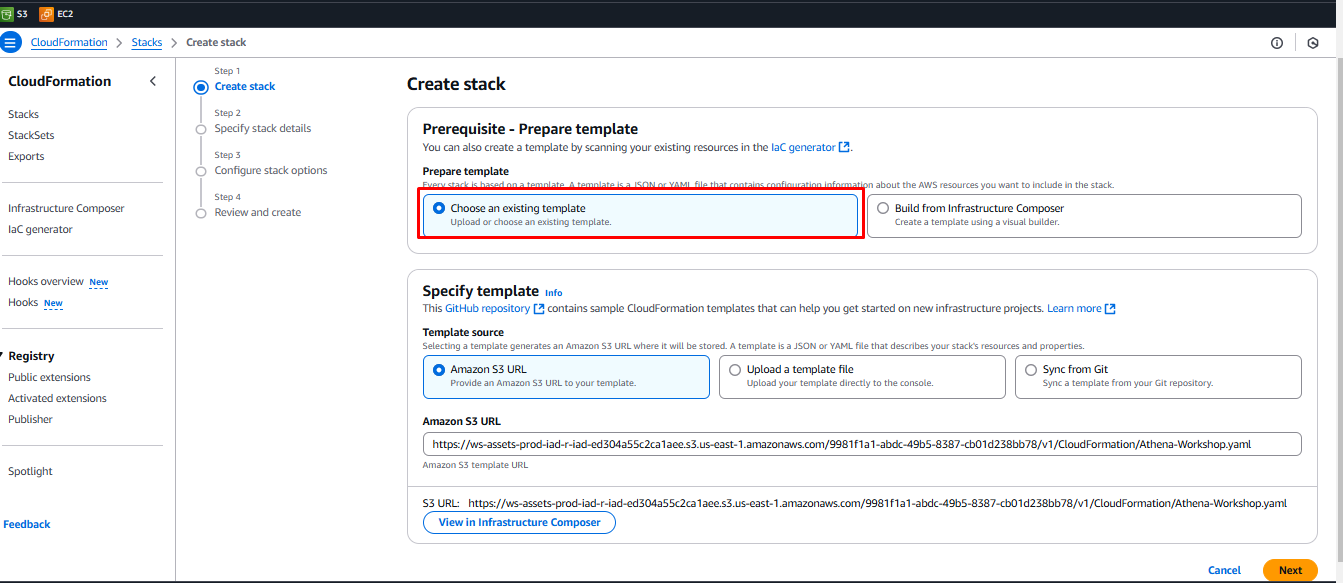 S3 EC2
CloudFormation > Stacks > Create stack
CloudFormation
Stacks
StackSets
Exports
Infrastructure Composer
IaC generator
Hooks overview New
Hooks New
Registry
Public extensions
Activated extensions
Publisher
Spotlight
Feedback
Step 1
Create stack
Step 2
Specify stack details
Step 3
Configure stack options
Step 4
Review and create
Create stack
Prerequisite - Prepare template
You can also create a template by scanning your existing resources in the IaC generator.
Prepare template
Every stack is based on a template. A template is a JSON or YAML file that contains configuration information about the AWS resources you want to include in the stack.
Choose an existing template
Upload or choose an existing template.
Build from Infrastructure Composer
Create a template using a visual builder.
Specify template Info
This GitHub repository contains sample CloudFormation templates that can help you get started on new infrastructure projects. Learn more
Template source
Selecting a template generates an Amazon S3 URL where it will be stored. A template is a JSON or YAML file that describes your stack's resources and properties.
Amazon S3 URL
Provide an Amazon S3 URL to your template.
Upload a template file
Upload your template directly to the console.
Sync from Git
Sync a template from your Git repository.
Amazon S3 URL
https://ws-assets-prod-iad-r-iad-ed304a55c2ca1aee.s3.us-east-1.amazonaws.com/9981f1a1-abdc-49b5-8387-cb01d238bb78/v1/CloudFormation/Athena-Workshop.yaml
Amazon S3 template URL
S3 URL: https://ws-assets-prod-iad-r-iad-ed304a55c2ca1aee.s3.us-east-1.amazonaws.com/9981f1a1-abdc-49b5-8387-cb01d238bb78/v1/CloudFormation/Athena-Workshop.yaml
View in Infrastructure Composer
Cancel Next